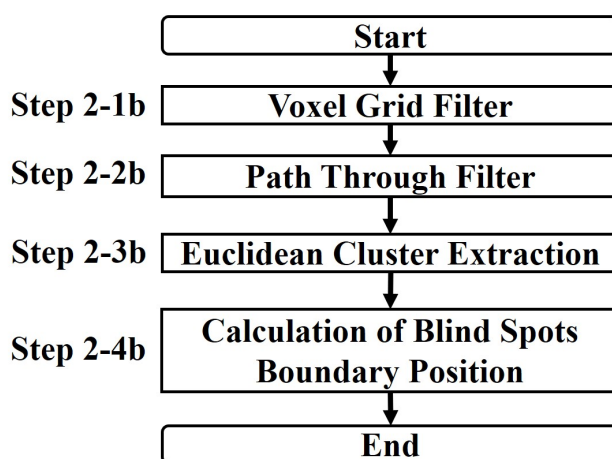 Start
Step 2-1b Voxel Grid Filter
Step 2-2b Path Through Filter
Step 2-3b Euclidean Cluster Extraction
Step 2-4b Calculation of Blind Spots
Boundary Position
End